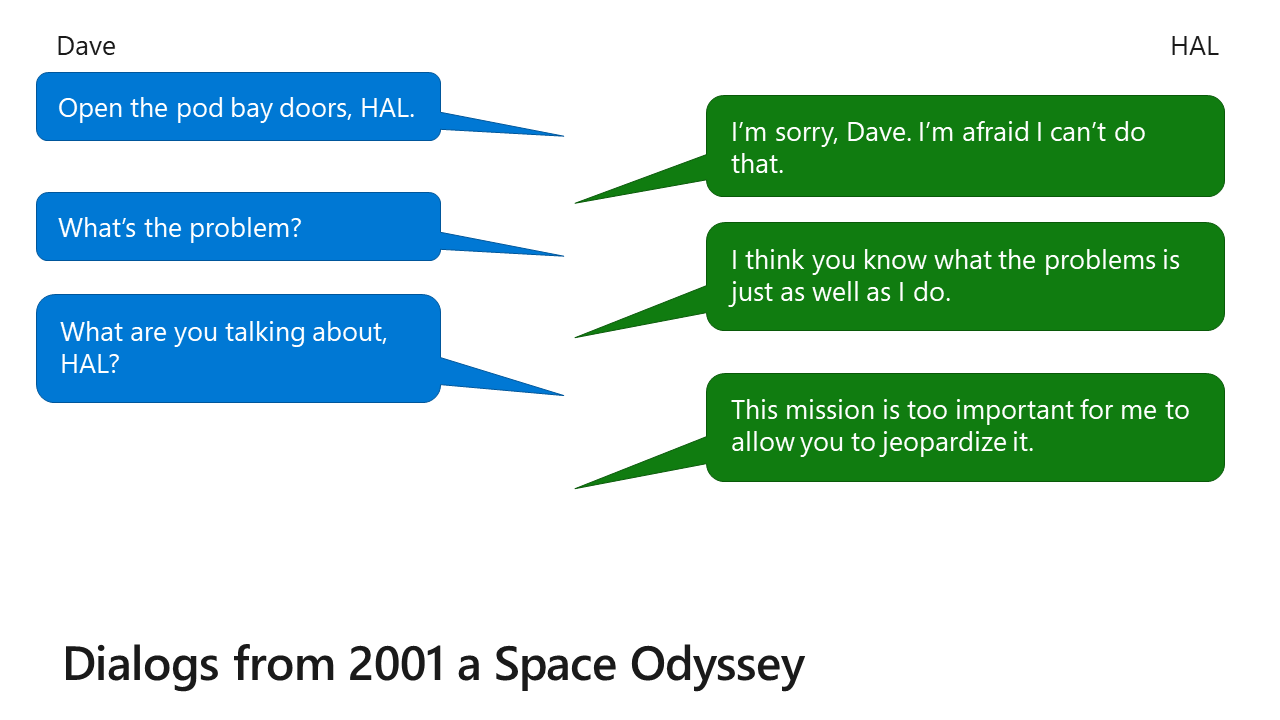 Dave
HAL
Open the pod bay doors, HAL.
I’m sorry, Dave. I’m afraid I can’t do
that.
What’s the problem?
I think you know what the problems is
just as well as I do.
What are you talking about,
HAL?
This mission is too important for me to
allow you to jeopardize it.
Dialogs from 2001 a Space Odyssey